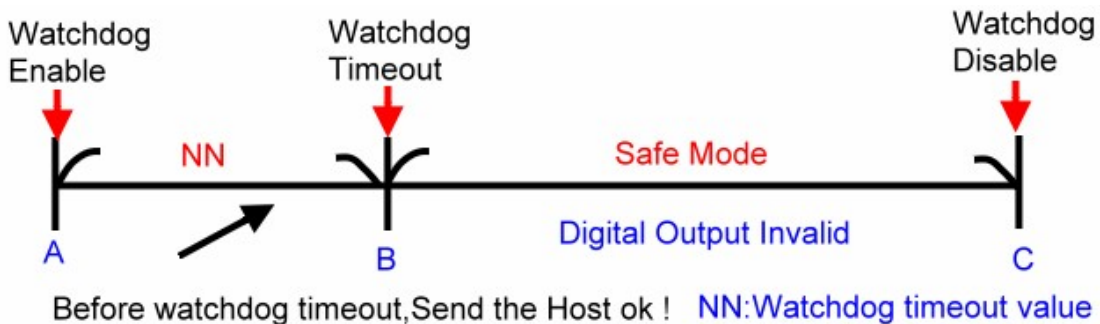 Watchdog
Enable
Watchdog
Timeout
Watchdog
Disable
NN
Safe Mode
A
B
Digital Output Invalid
C
Before watchdog timeout,Send the Host ok !
NN:Watchdog timeout value